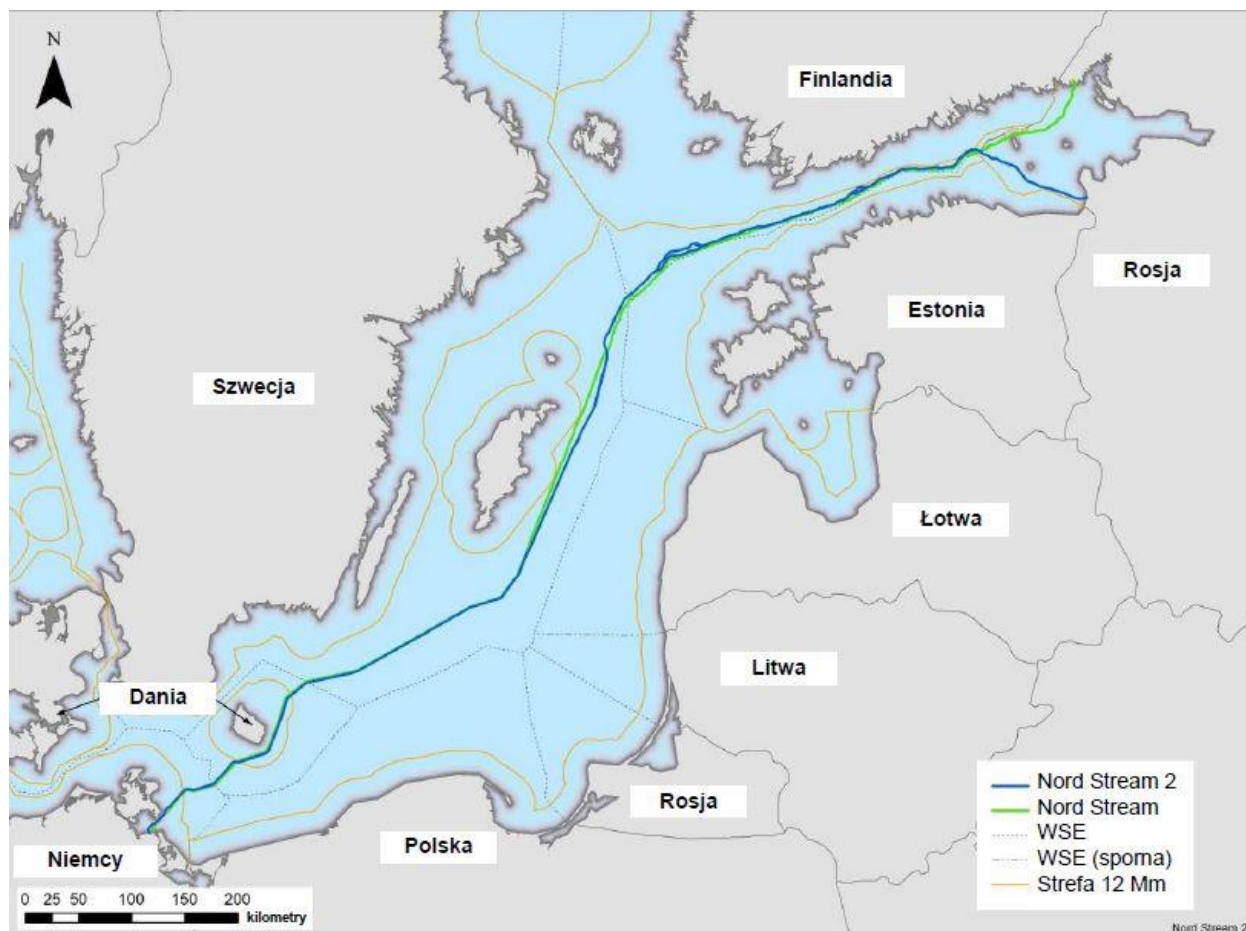 N
Finlandia
Rosja
Estonia
Szwecja
Łotwa
Litwa
Dania
Rosja
Polska
Niemcy
Nord Stream 2
Nord Stream
WSE
WSE (sporna)
Strefa 12 Mm
0 25 50 100 150 200
kilometry
Nord Stream 2